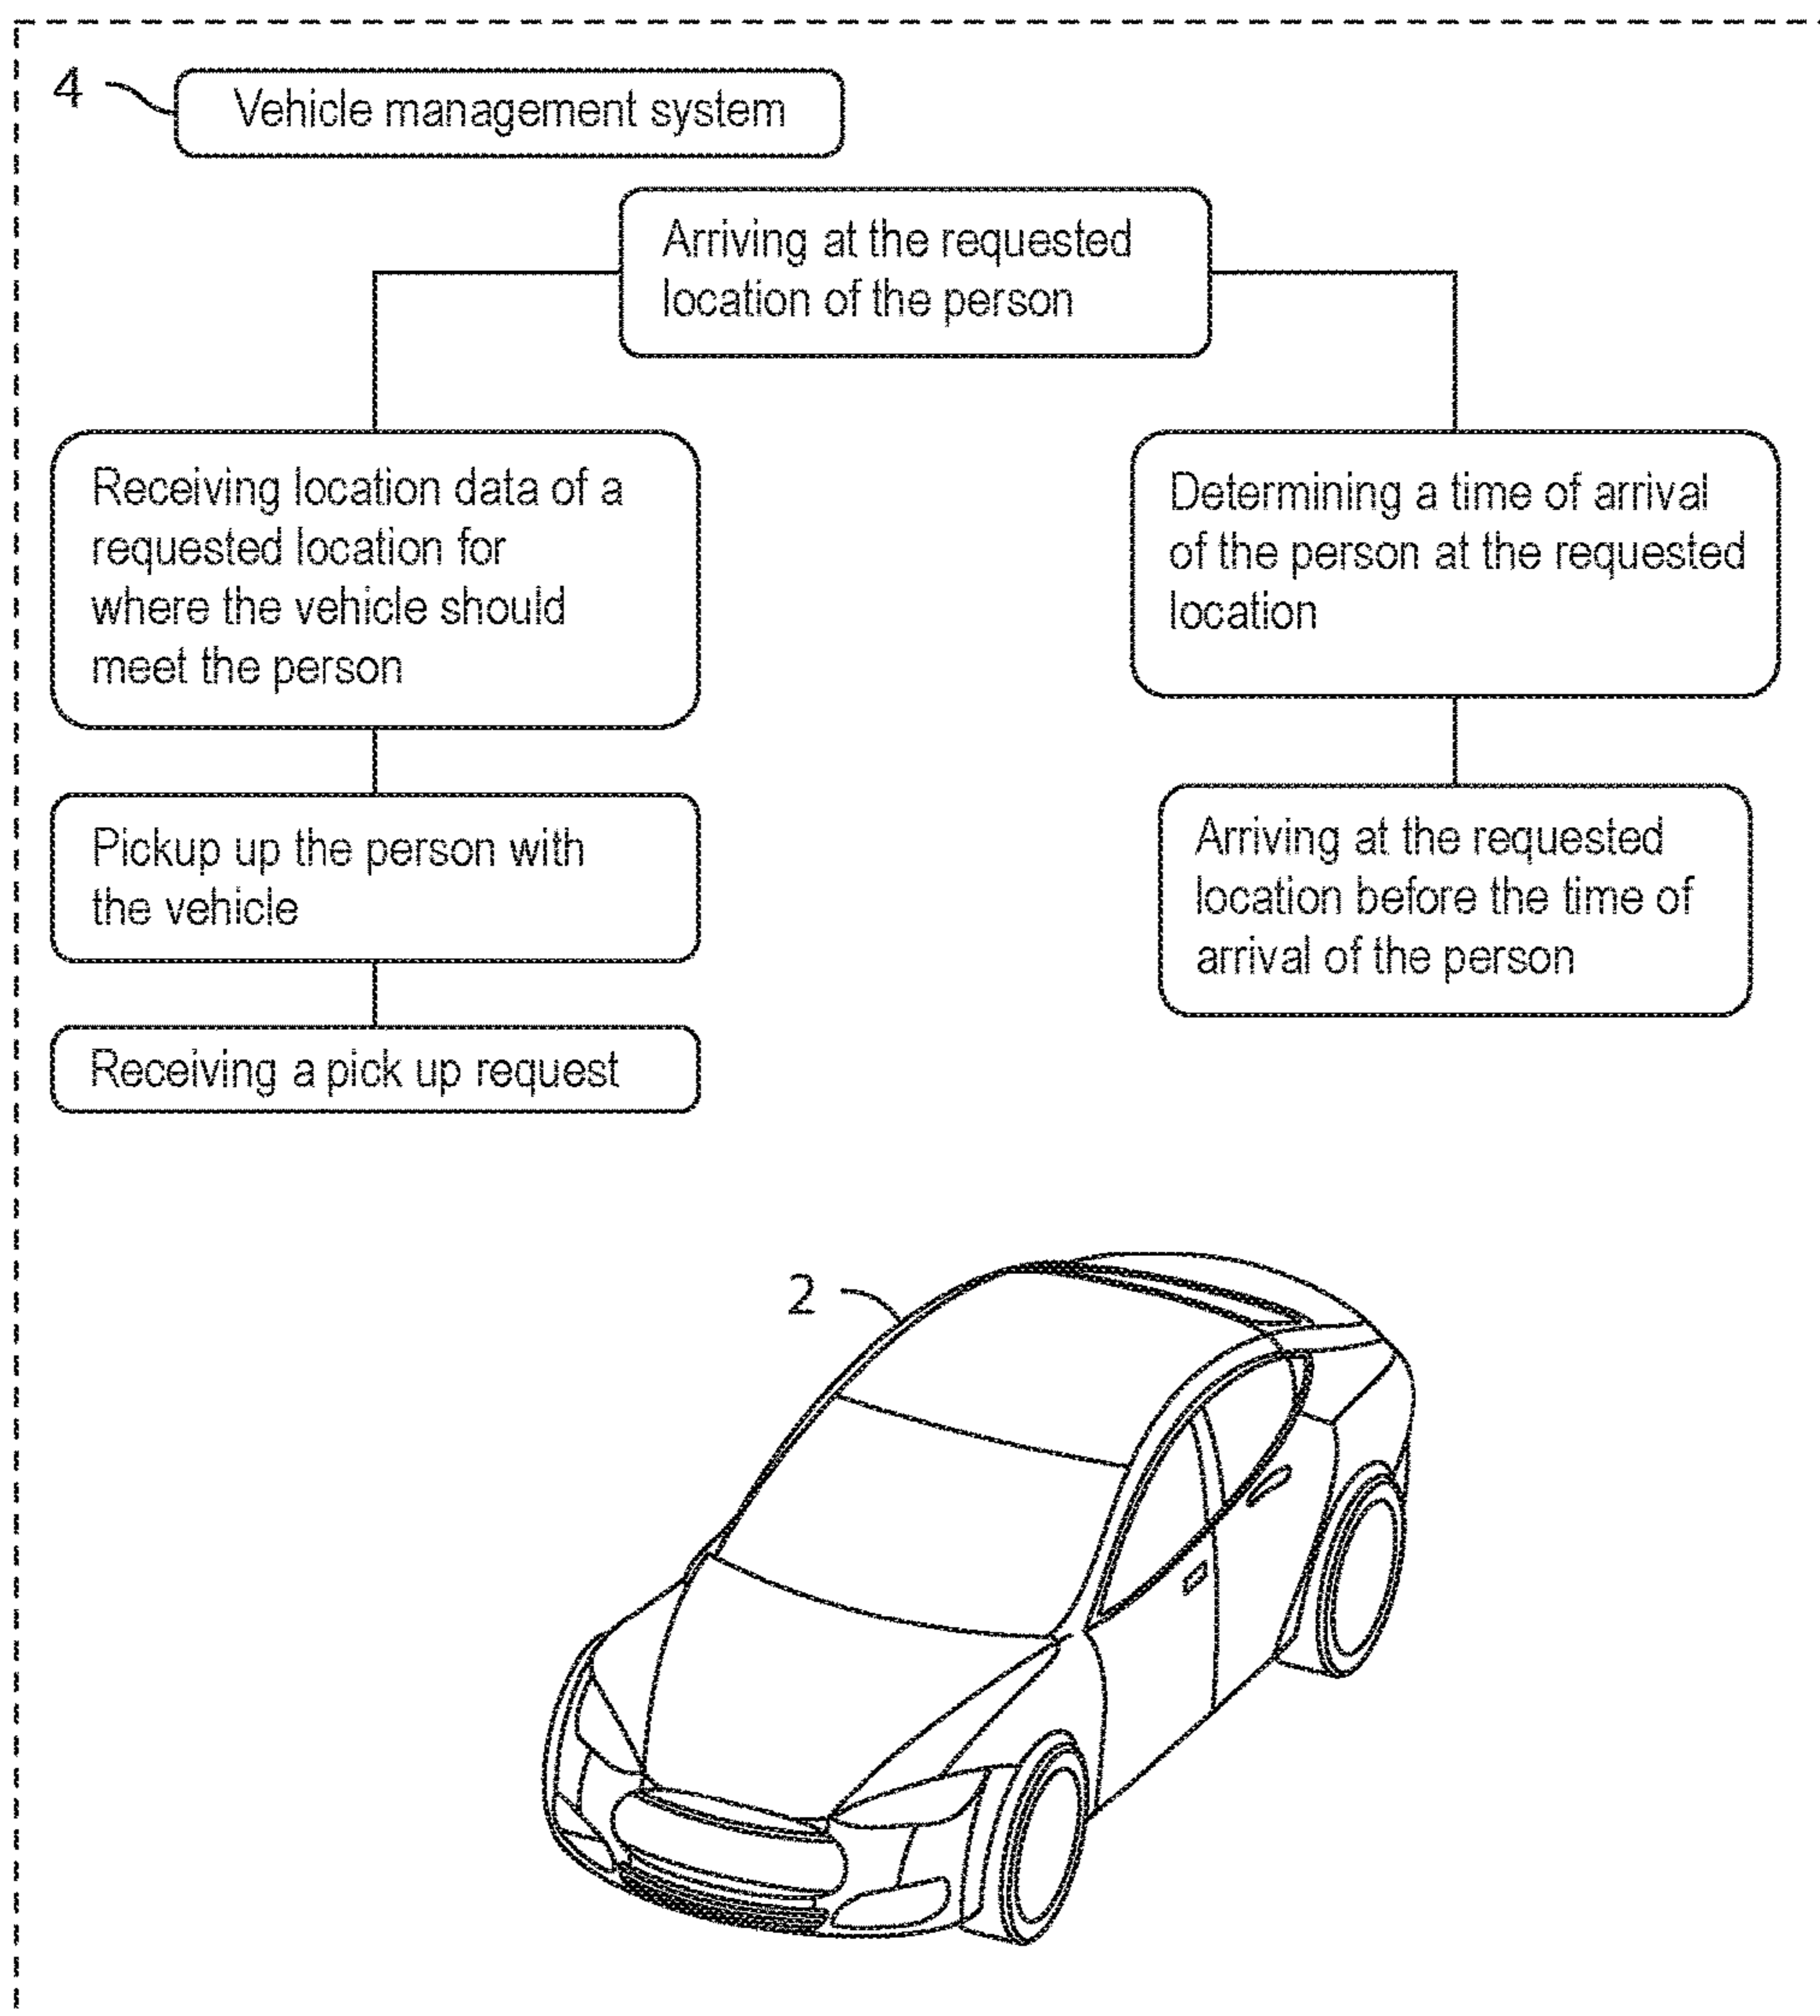 4
Vehicle management system
Arriving at the requested
location of the person
Receiving location data of a
requested location for
where the vehicle should
meet the person
Determining a time of arrival
of the person at the requested
location
Pickup up the person with
the vehicle
Arriving at the requested
location before the time of
arrival of the person
Receiving a pick up request
2